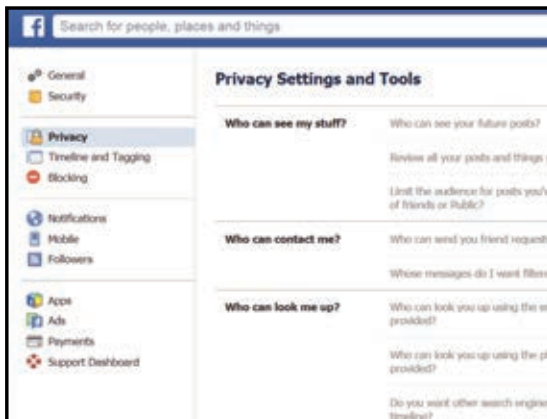 f
Search for people, places and things
General
Security
Privacy
Timeline and Tagging
Blocking
Notifications
Mobile
Followers
Apps
Ads
Payments
Support Dashboard
Privacy Settings and Tools
Who can see my stuff?
Who can see your future posts?
Review all your posts and things
Limit the audience for posts you'v
of friends or Public?
Who can contact me?
Who can send you friend request
Whose messages do I want filtere
Who can look me up?
Who can look you up using the e
provided?
Who can look you up using the p
provided?
Do you want other search engine
timeline?